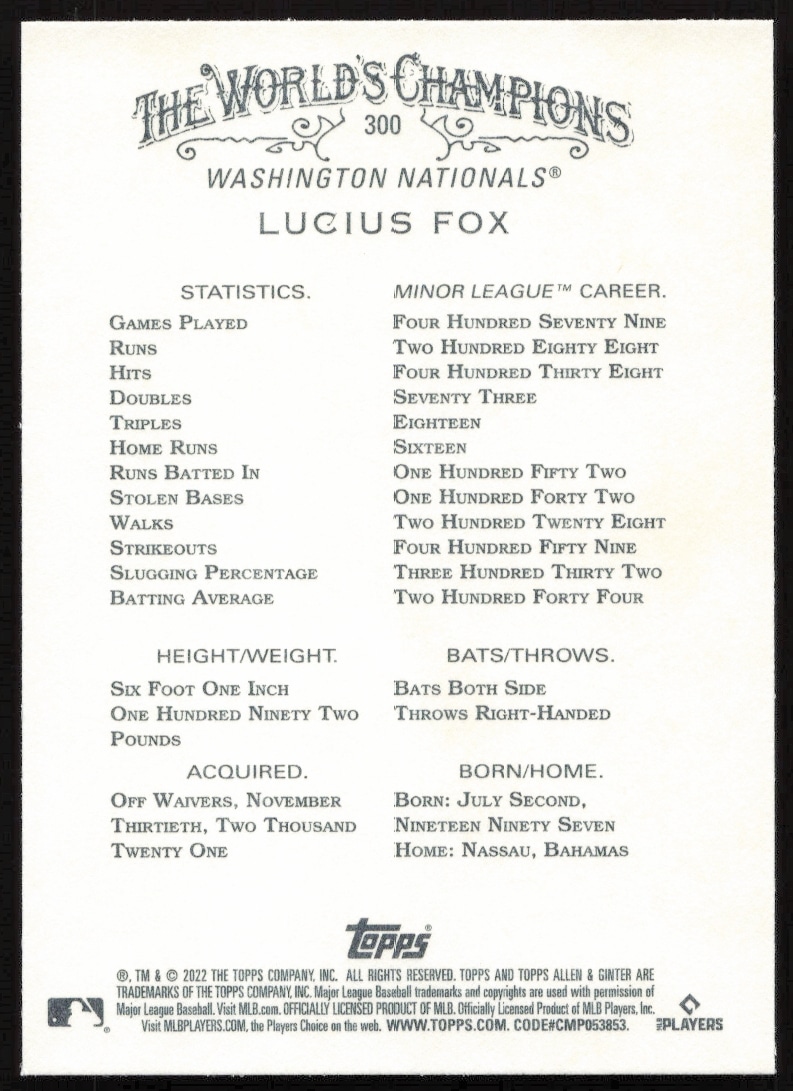 THE WORLD'S CHAMPIONS
300
WASHINGTON NATIONALS®
LUCIUS FOX
STATISTICS. MINOR LEAGUE™ CAREER.
GAMES PLAYED FOUR HUNDRED SEVENTY NINE
RUNS TWO HUNDRED EIGHTY EIGHT
HITS FOUR HUNDRED THIRTY EIGHT
DOUBLES SEVENTY THREE
TRIPLES EIGHTEEN
HOME RUNS SIXTEEN
RUNS BATTED IN ONE HUNDRED FIFTY TWO
STOLEN BASES ONE HUNDRED FORTY TWO
WALKS TWO HUNDRED TWENTY EIGHT
STRIKEOUTS FOUR HUNDRED FIFTY NINE
SLUGGING PERCENTAGE THREE HUNDRED THIRTY TWO
BATTING AVERAGE TWO HUNDRED FORTY FOUR
HEIGHT/WEIGHT.
SIX FOOT ONE INCH
ONE HUNDRED NINETY TWO
POUNDS
BATS/THROWS.
BATS BOTH SIDE
THROWS RIGHT-HANDED
ACQUIRED.
OFF WAIVERS, NOVEMBER
THIRTIETH, TWO THOUSAND
TWENTY ONE
BORN/HOME.
BORN: JULY SECOND,
NINETEEN NINETY SEVEN
HOME: NASSAU, BAHAMAS
topps®
®, TM & © 2022 THE TOPPS COMPANY, INC. ALL RIGHTS RESERVED. TOPPS AND TOPPS ALLEN & GINTER ARE
TRADEMARKS OF THE TOPPS COMPANY, INC. Major League Baseball trademarks and copyrights are used with permission of
Major League Baseball. Visit MLB.com. OFFICIALLY LICENSED PRODUCT OF MLB. Officially Licensed Product of MLB Players, Inc.
Visit MLBPLAYERS.COM, the Players Choice on the web. WWW.TOPPS.COM. CODE#CMP053853.
MLB PLAYERS